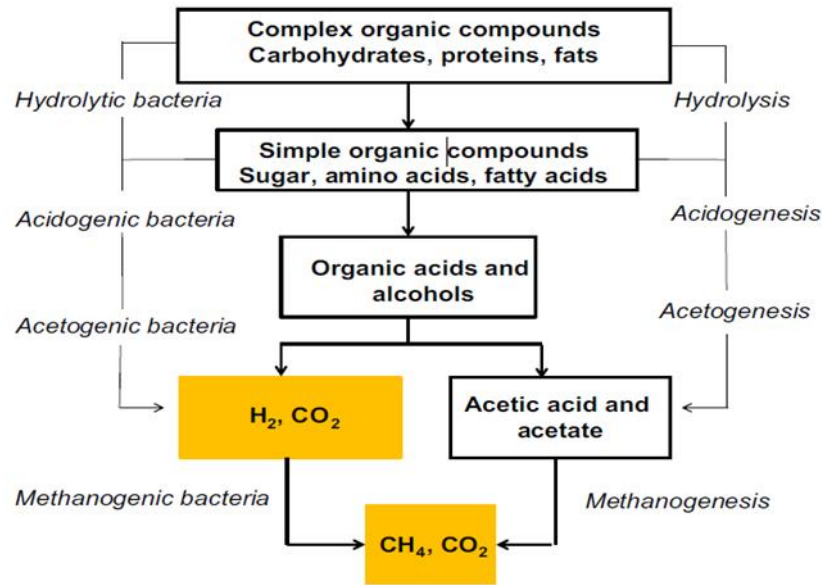 Complex organic compounds
Carbohydrates, proteins, fats
Hydrolytic bacteria
Hydrolysis
Simple organic compounds
Sugar, amino acids, fatty acids
Acidogenic bacteria
Acidogenesis
Organic acids and
alcohols
Acetogenic bacteria
Acetogenesis
H₂, CO₂
Acetic acid and
acetate
Methanogenic bacteria
Methanogenesis
CH₄, CO₂